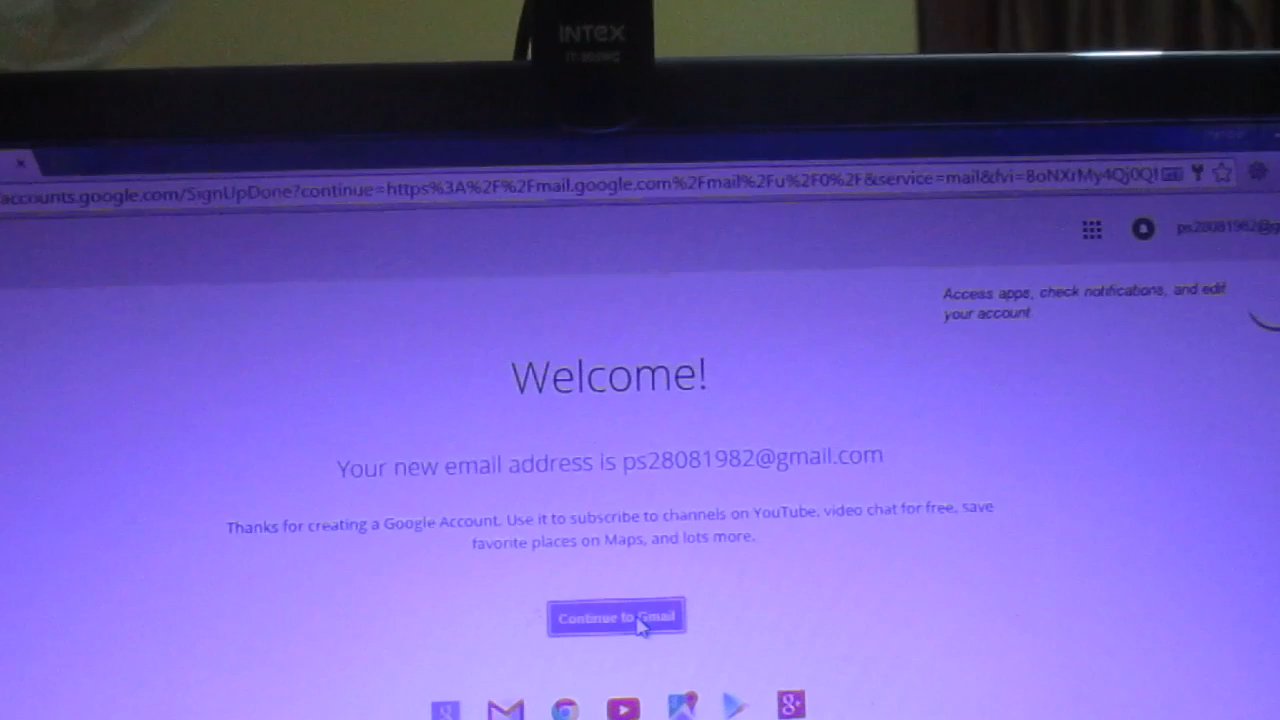 INTEX
accounts.google.com/SignUpDone?continue=https%3A%2F%2Fmail.google.com%2Fmail%2Fu%2F0%2F&service=mail&fvi=8oNXrMy4Qj0Q
ps28081982@g
Access apps, check notifications, and edit
your account.
Welcome!
Your new email address is ps28081982@gmail.com
Thanks for creating a Google Account. Use it to subscribe to channels on YouTube, video chat for free, save
favorite places on Maps, and lots more.
Continue to Gmail